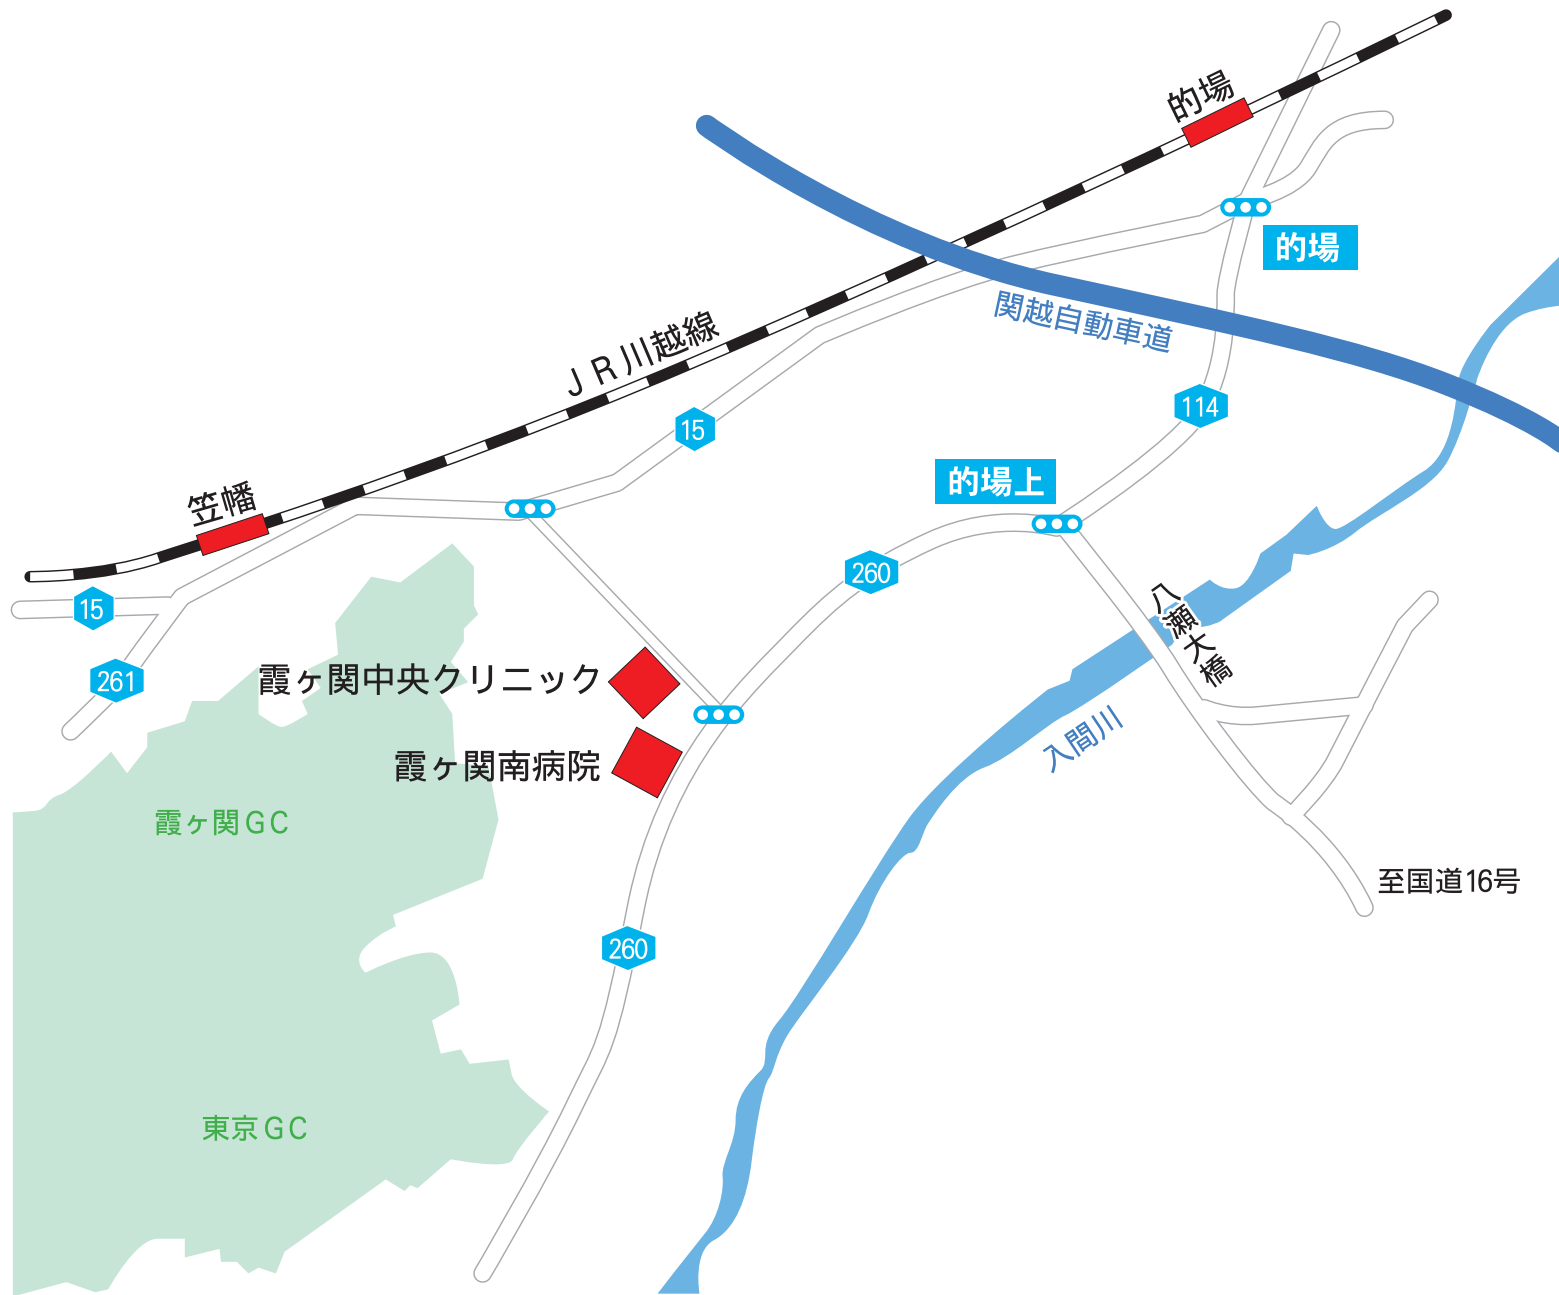 的場
的場
関越自動車道
ＪＲ川越線
114
15
的場上
笠幡
260
15
八瀬大橋
261
霞ヶ関中央クリニック
入間川
霞ヶ関南病院
霞ヶ関ＧＣ
至国道16号
260
東京ＧＣ